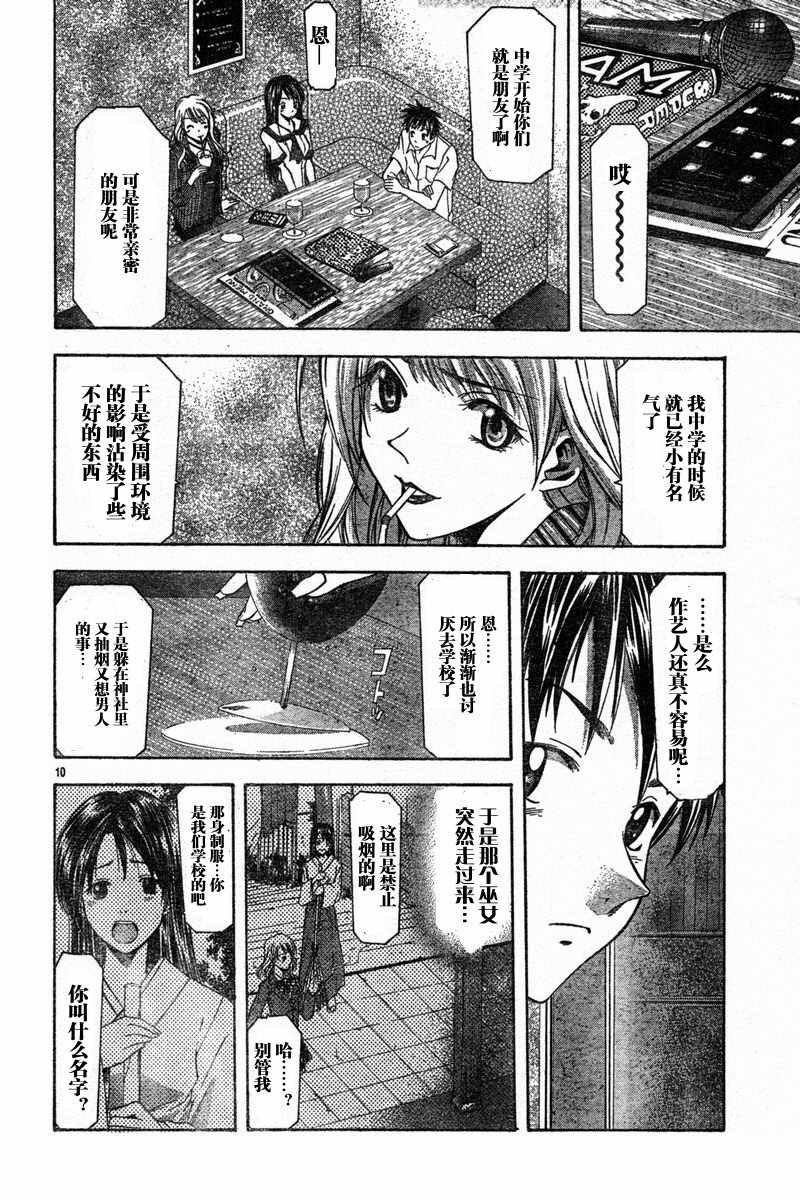 哎
AM
SUPER
中学开始你们
就是朋友了啊
恩—
可是非常亲密
的朋友呢
我中学的时候
就已经小有名
气了
于是受周围环境
的影响沾染了些
不好的东西
……是么
作艺人还真不容易呢…
恩……
所以渐渐也讨
厌去学校了
コトッ
于是躲在神社里
又抽烟又想男人
的事…
10
于是那个巫女
突然走过来…
这里是禁止
吸烟的啊
哈……?
别管我
那身制服…你
是我们学校的吧
你叫什么名字?